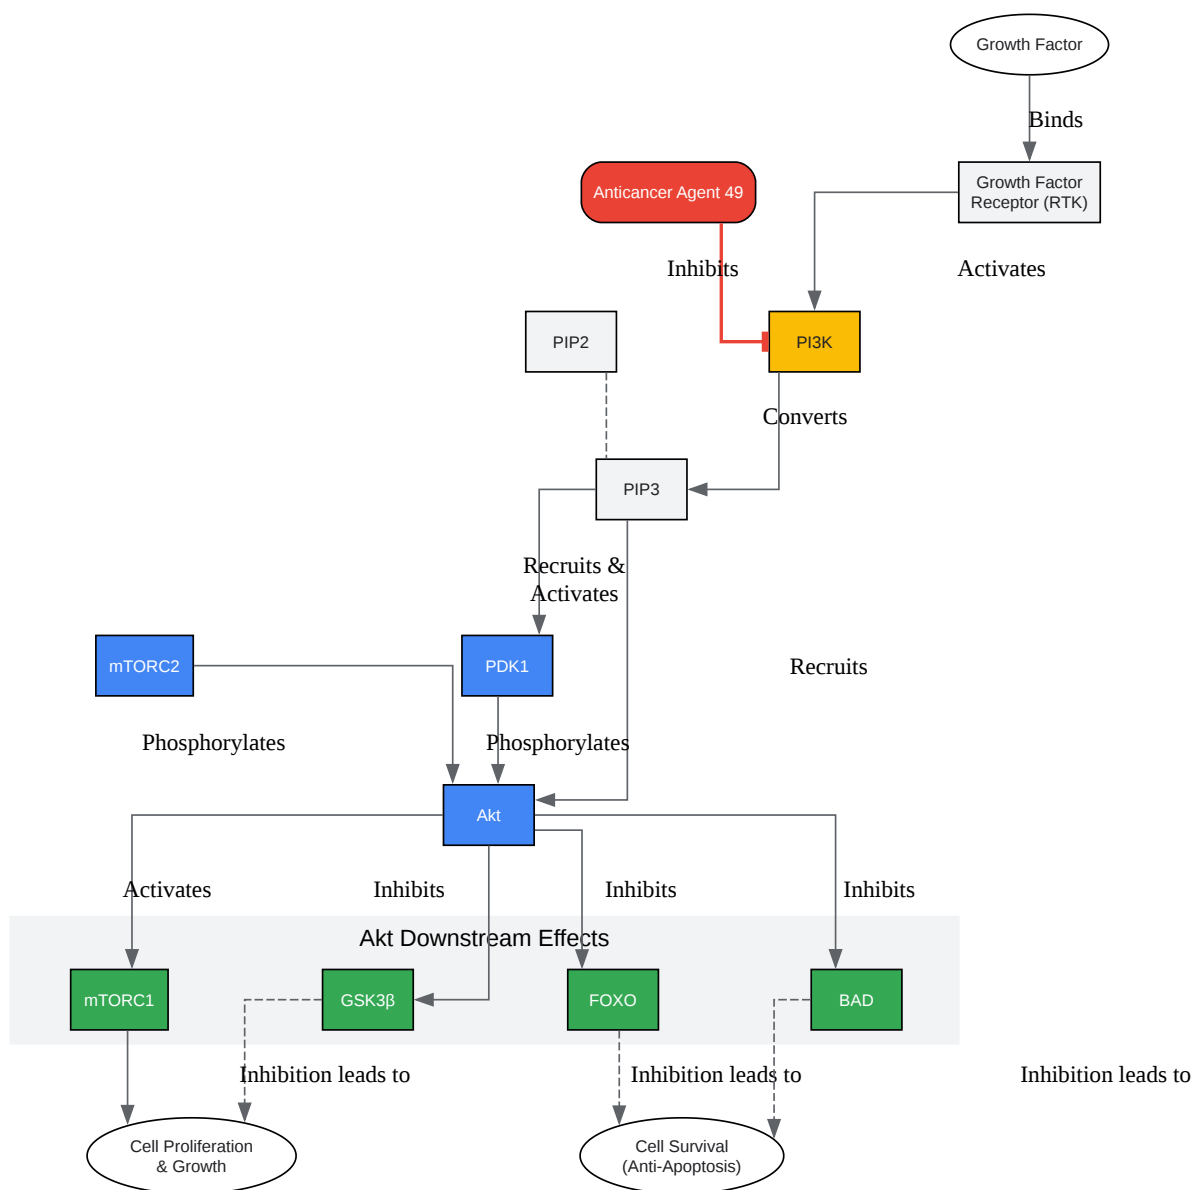 Growth Factor
Binds
Anticancer Agent 49
Growth Factor
Receptor (RTK)
Inhibits
Activates
PIP2
PI3K
Converts
PIP3
Recruits &
Activates
mTORC2
PDK1
Recruits
Phosphorylates
Phosphorylates
Akt
Activates
Inhibits
Inhibits
Inhibits
Akt Downstream Effects
mTORC1
GSK3β
FOXO
BAD
Inhibition leads to
Inhibition leads to
Inhibition leads to
Cell Proliferation
& Growth
Cell Survival
(Anti-Apoptosis)